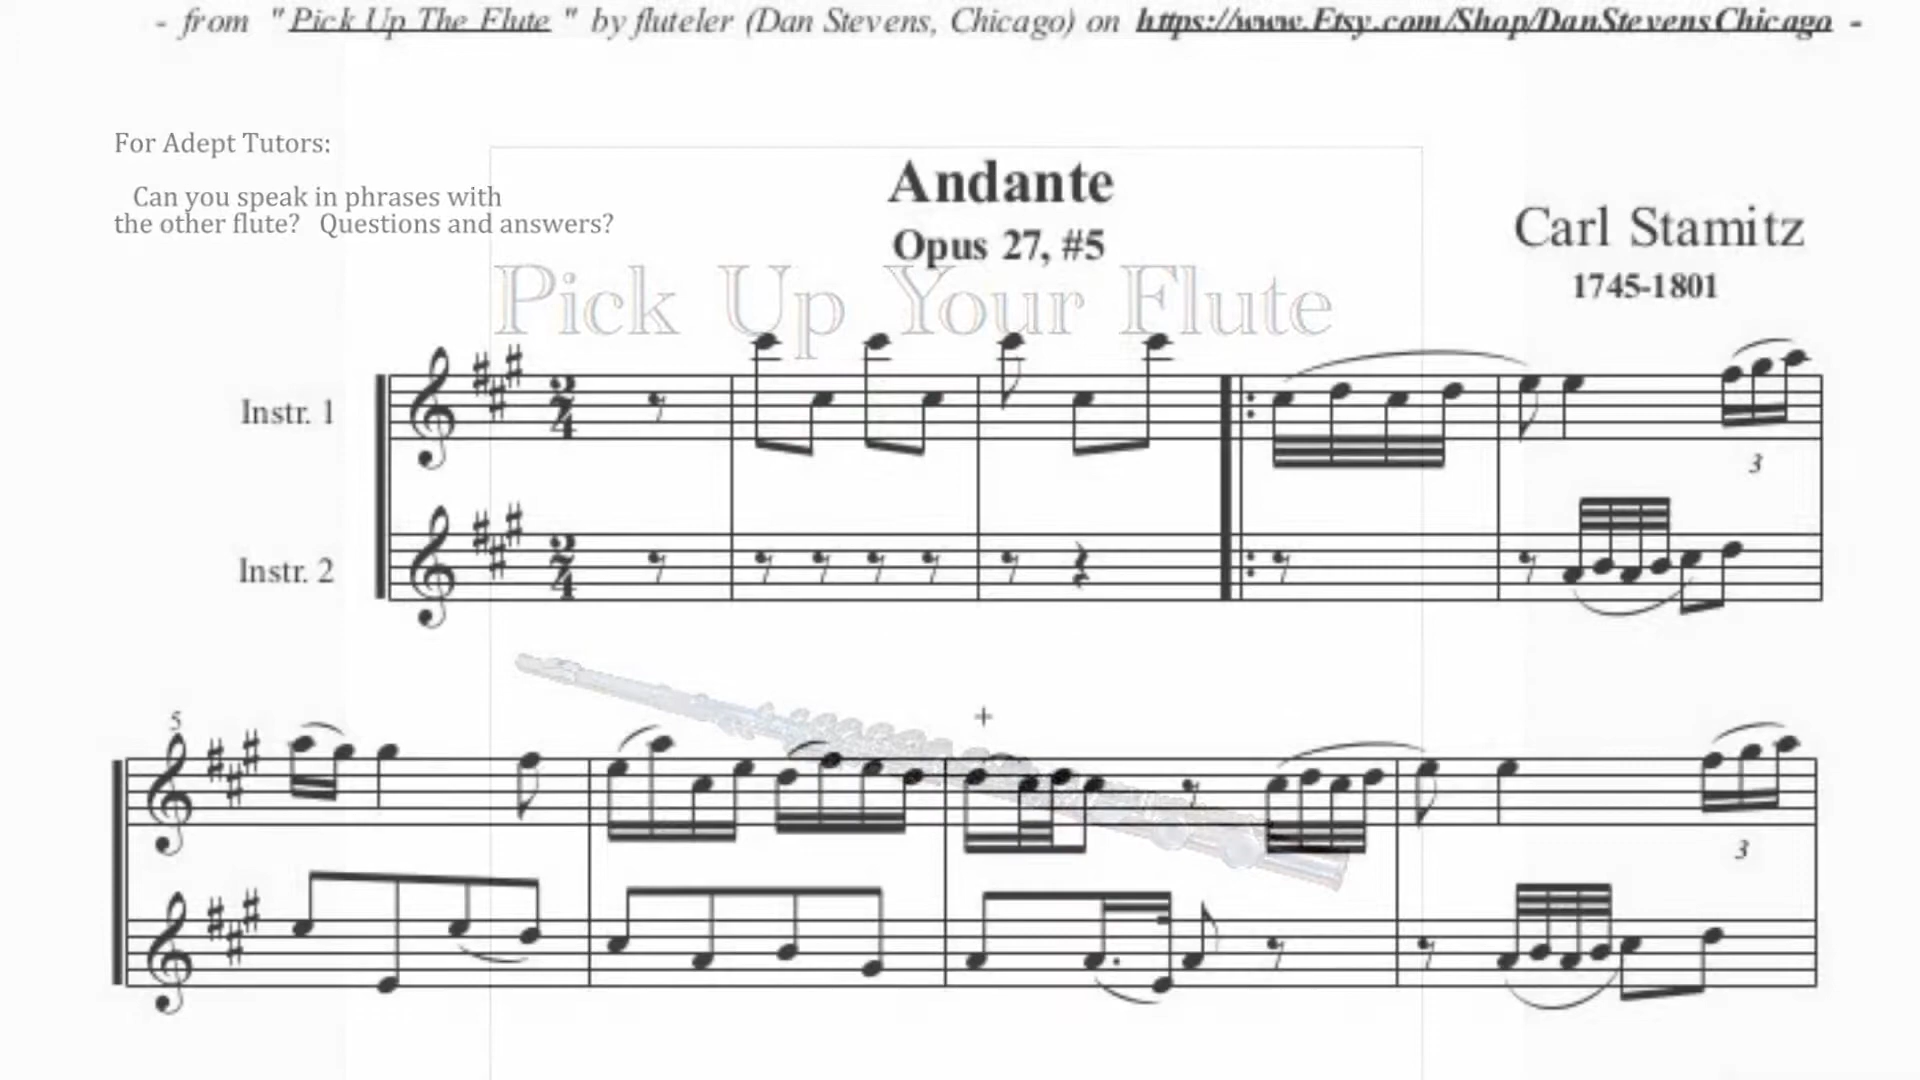 - from "Pick Up The Flute " by fluteler (Dan Stevens, Chicago) on https://www.Etsy.com/Shop/DanStevensChicago -
For Adept Tutors:
Can you speak in phrases with
the other flute? Questions and answers?
Andante
Opus 27, #5
Carl Stamitz
1745-1801
Pick Up Your Flute
Instr. 1
3
Instr. 2
5
3